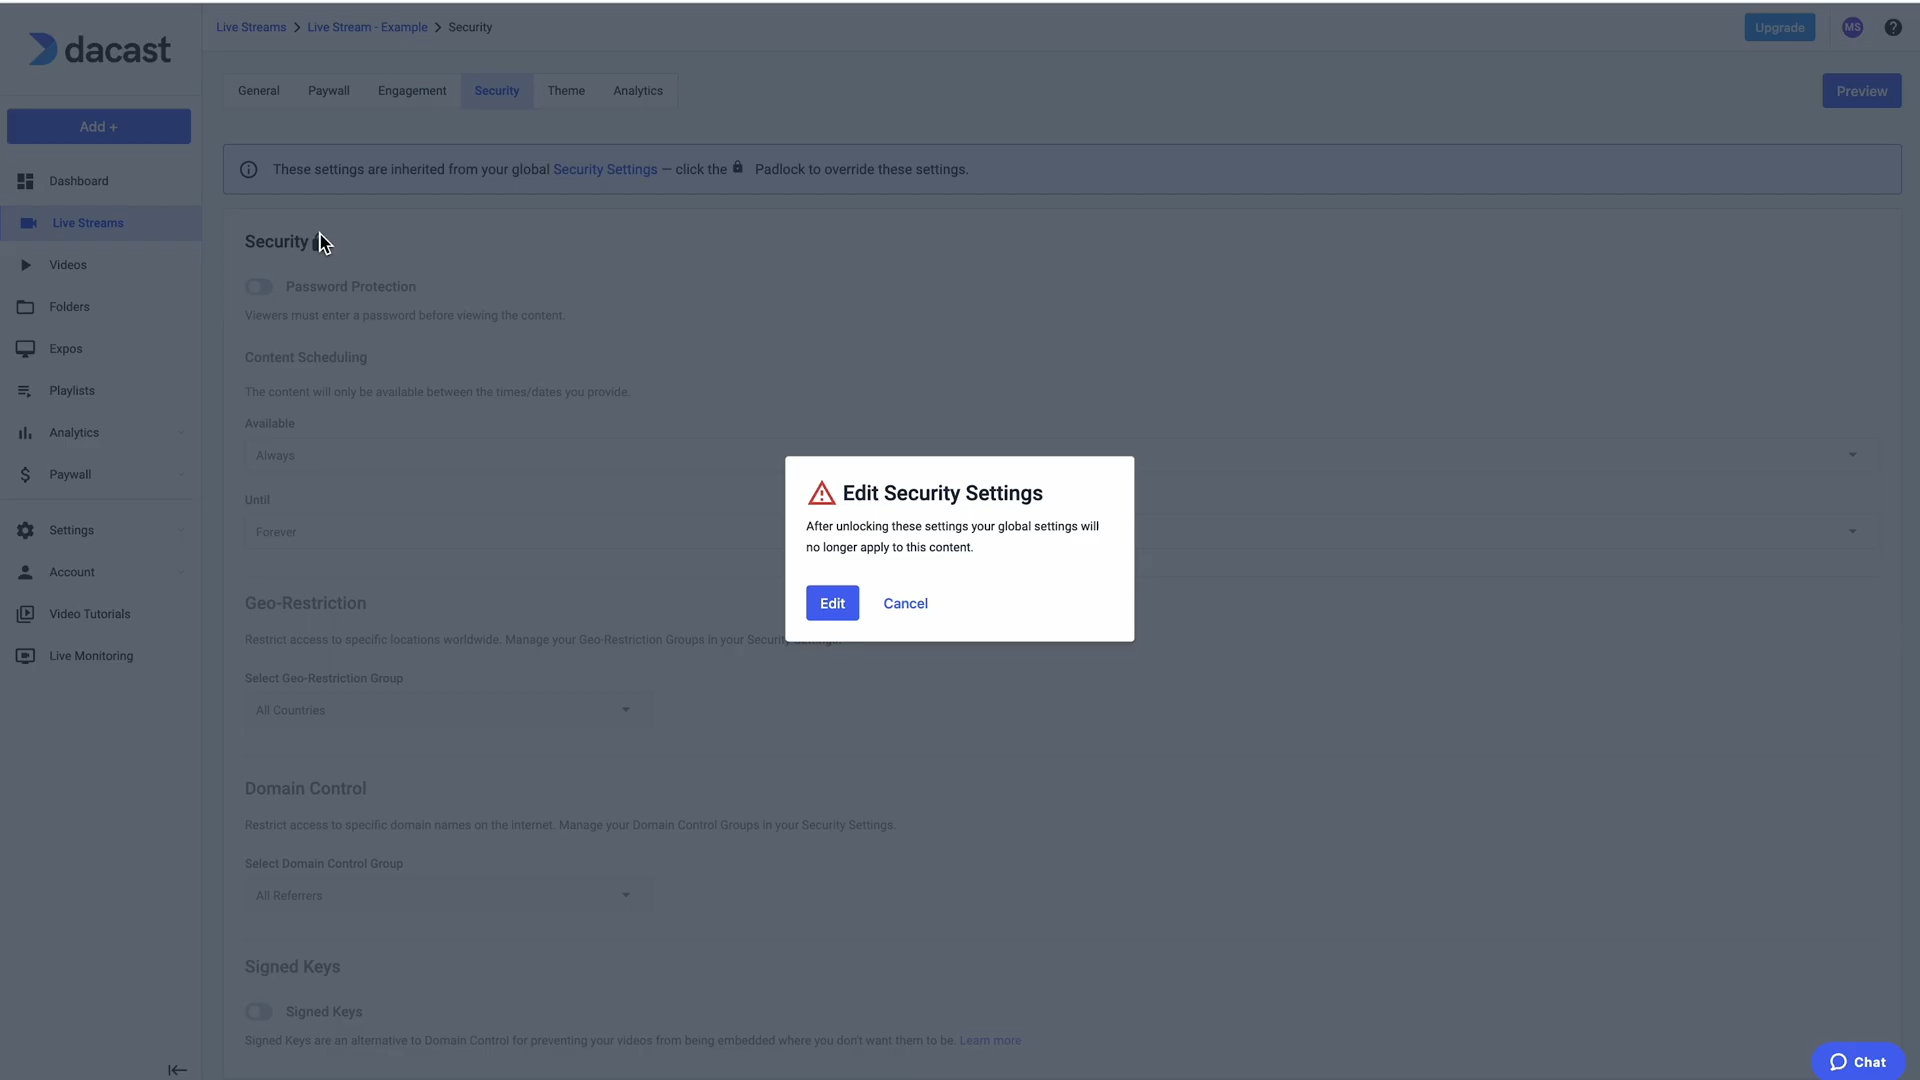 Live Streams > Live Stream - Example > Security
Upgrade
MS
?
dacast
General
Paywall
Engagement
Security
Theme
Analytics
Preview
Add +
These settings are inherited from your global Security Settings — click the Padlock to override these settings.
Dashboard
Live Streams
Videos
Folders
Expos
Playlists
Analytics
Paywall
Settings
Account
Video Tutorials
Live Monitoring
Security
Password Protection
Viewers must enter a password before viewing the content.
Content Scheduling
The content will only be available between the times/dates you provide.
Available
Always
Until
Forever
Edit Security Settings
After unlocking these settings your global settings will
no longer apply to this content.
Edit
Cancel
Geo-Restriction
Restrict access to specific locations worldwide. Manage your Geo-Restriction Groups in your Security
Select Geo-Restriction Group
All Countries
Domain Control
Restrict access to specific domain names on the internet. Manage your Domain Control Groups in your Security Settings.
Select Domain Control Group
All Referrers
Signed Keys
Signed Keys
Signed Keys are an alternative to Domain Control for preventing your videos from being embedded where you don't want them to be. Learn more
Chat